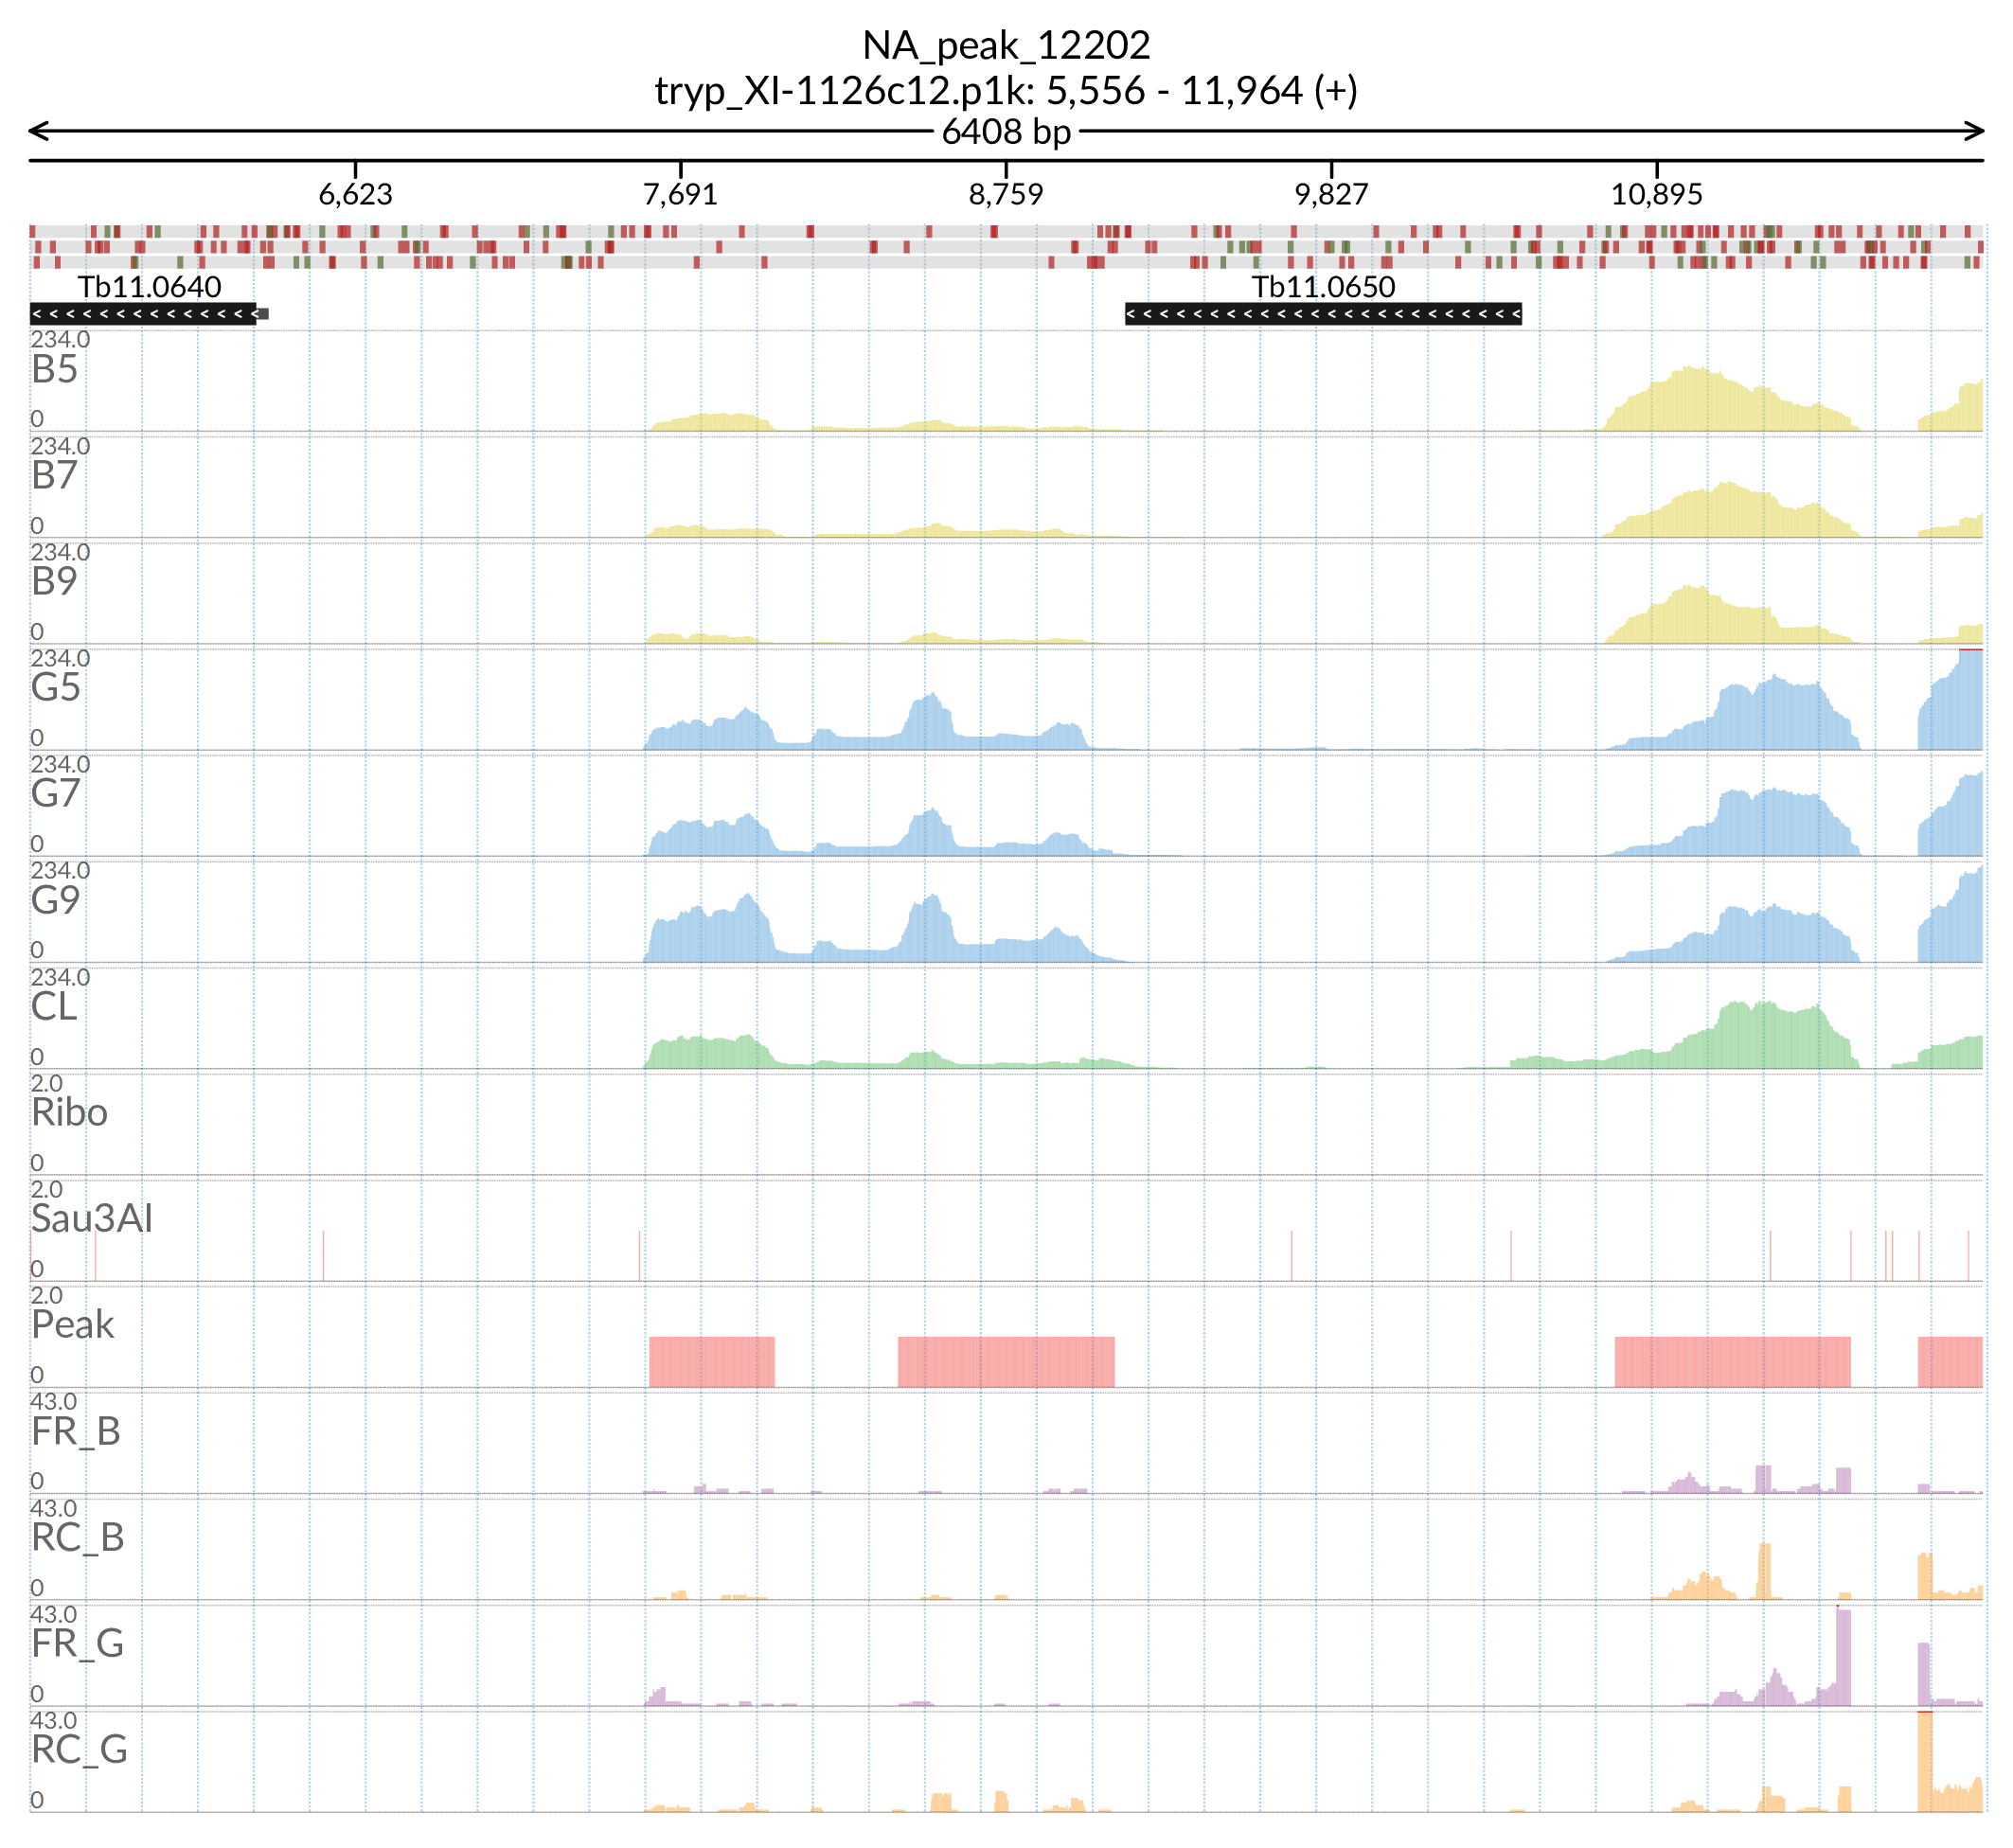 NA_peak_12202
tryp_XI-1126c12.p1k: 5,556 - 11,964 (+)
6408 bp
6,623 7,691 8,759 9,827 10,895
Tb11.0640 Tb11.0650
234.0
B5
0
234.0
B7
0
234.0
B9
0
234.0
G5
0
234.0
G7
0
234.0
G9
0
234.0
CL
0
2.0
Ribo
0
2.0
Sau3AI
0
2.0
Peak
0
43.0
FR_B
0
43.0
RC_B
0
43.0
FR_G
0
43.0
RC_G
0